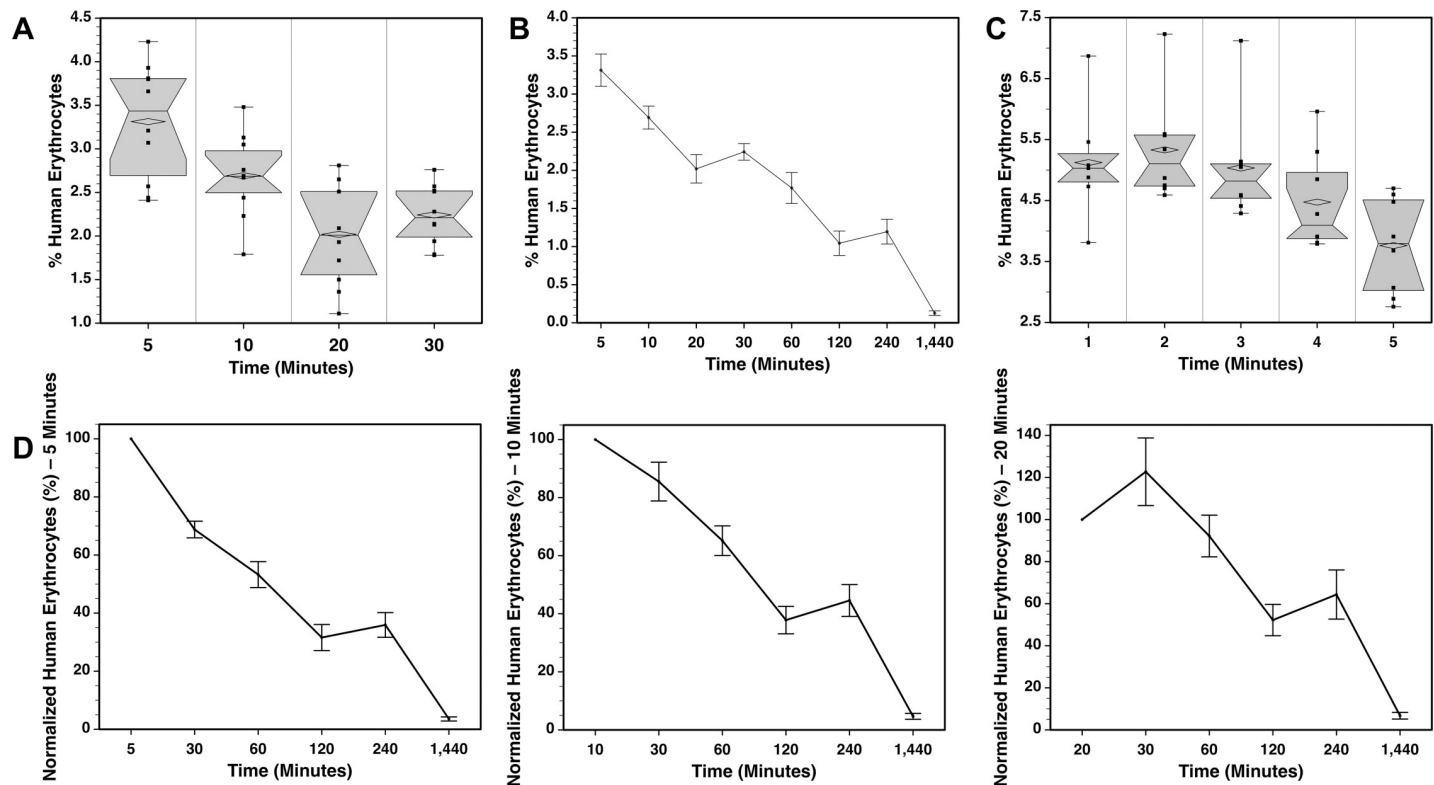 A
% Human Erythrocytes
4.5
4.0
3.5
3.0
2.5
2.0
1.5
1.0
5 10 20 30
Time (Minutes)
B
% Human Erythrocytes
4.0
3.5
3.0
2.5
2.0
1.5
1.0
0.5
0.0
5 10 20 30 60 120 240 1,440
Time (Minutes)
C
% Human Erythrocytes
7.5
6.5
5.5
4.5
3.5
2.5
1 2 3 4 5
Time (Minutes)
D
Normalized Human Erythrocytes (%) – 5 Minutes
100
80
60
40
20
0
5 30 60 120 240 1,440
Time (Minutes)
Normalized Human Erythrocytes (%) – 10 Minutes
100
80
60
40
20
0
10 30 60 120 240 1,440
Time (Minutes)
Normalized Human Erythrocytes (%) – 20 Minutes
140
120
100
80
60
40
20
0
20 30 60 120 240 1,440
Time (Minutes)